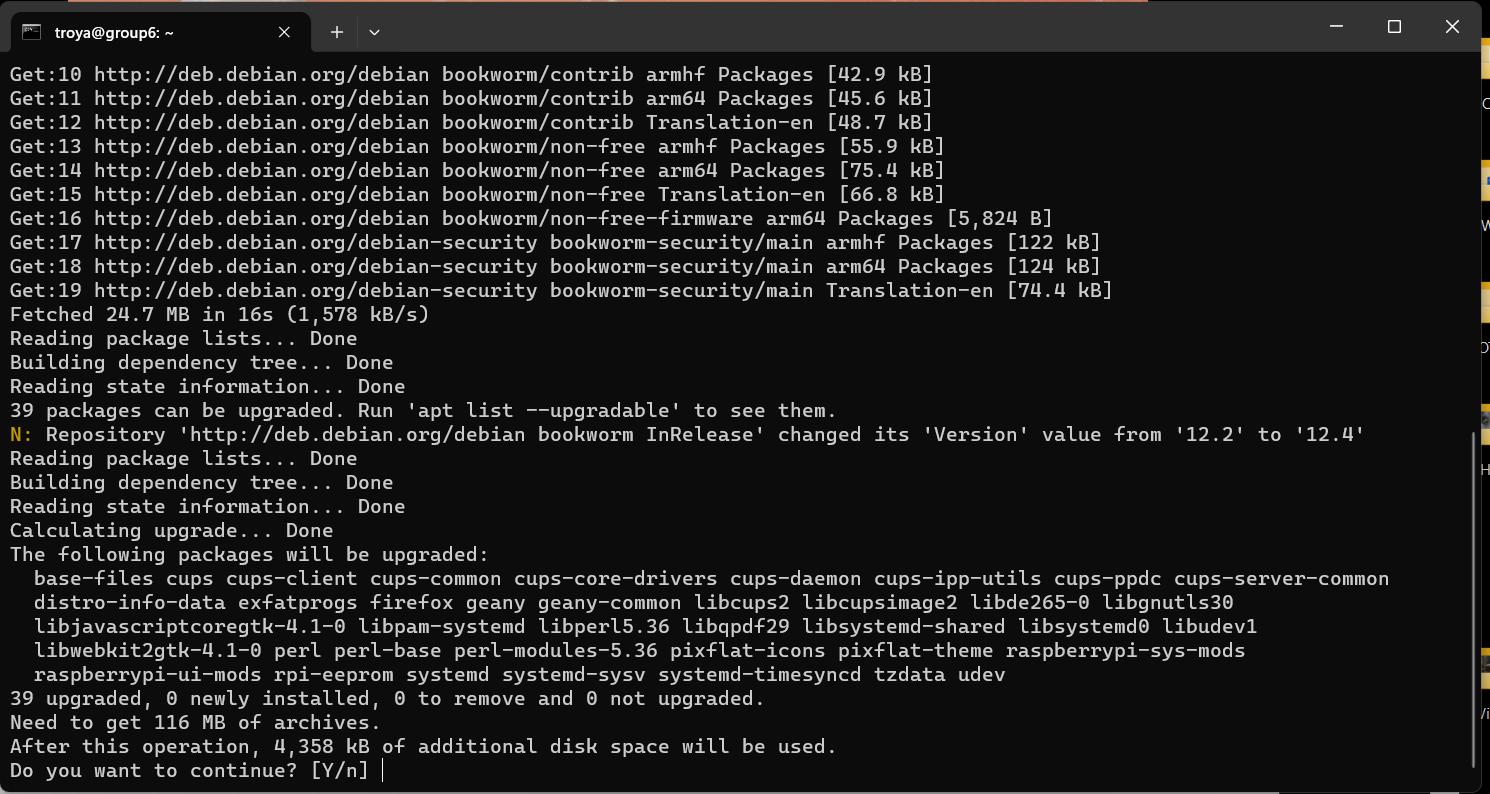 troya@group6: ~
Get:10 http://deb.debian.org/debian bookworm/contrib armhf Packages [42.9 kB]
Get:11 http://deb.debian.org/debian bookworm/contrib arm64 Packages [45.6 kB]
Get:12 http://deb.debian.org/debian bookworm/contrib Translation-en [48.7 kB]
Get:13 http://deb.debian.org/debian bookworm/non-free armhf Packages [55.9 kB]
Get:14 http://deb.debian.org/debian bookworm/non-free arm64 Packages [75.4 kB]
Get:15 http://deb.debian.org/debian bookworm/non-free Translation-en [66.8 kB]
Get:16 http://deb.debian.org/debian bookworm/non-free-firmware arm64 Packages [5,824 B]
Get:17 http://deb.debian.org/debian-security bookworm-security/main armhf Packages [122 kB]
Get:18 http://deb.debian.org/debian-security bookworm-security/main arm64 Packages [124 kB]
Get:19 http://deb.debian.org/debian-security bookworm-security/main Translation-en [74.4 kB]
Fetched 24.7 MB in 16s (1,578 kB/s)
Reading package lists... Done
Building dependency tree... Done
Reading state information... Done
39 packages can be upgraded. Run 'apt list --upgradable' to see them.
N: Repository 'http://deb.debian.org/debian bookworm InRelease' changed its 'Version' value from '12.2' to '12.4'
Reading package lists... Done
Building dependency tree... Done
Reading state information... Done
Calculating upgrade... Done
The following packages will be upgraded:
base-files cups cups-client cups-common cups-core-drivers cups-daemon cups-ipp-utils cups-ppdc cups-server-common
distro-info-data exfatprogs firefox geany geany-common libcups2 libcupsimage2 libde265-0 libgnutls30
libjavascriptcoregtk-4.1-0 libpam-systemd libperl5.36 libqpdf29 libsystemd-shared libsystemd0 libudev1
libwebkit2gtk-4.1-0 perl perl-base perl-modules-5.36 pixflat-icons pixflat-theme raspberrypi-sys-mods
raspberrypi-ui-mods rpi-eeprom systemd systemd-sysv systemd-timesyncd tzdata udev
39 upgraded, 0 newly installed, 0 to remove and 0 not upgraded.
Need to get 116 MB of archives.
After this operation, 4,358 kB of additional disk space will be used.
Do you want to continue? [Y/n]